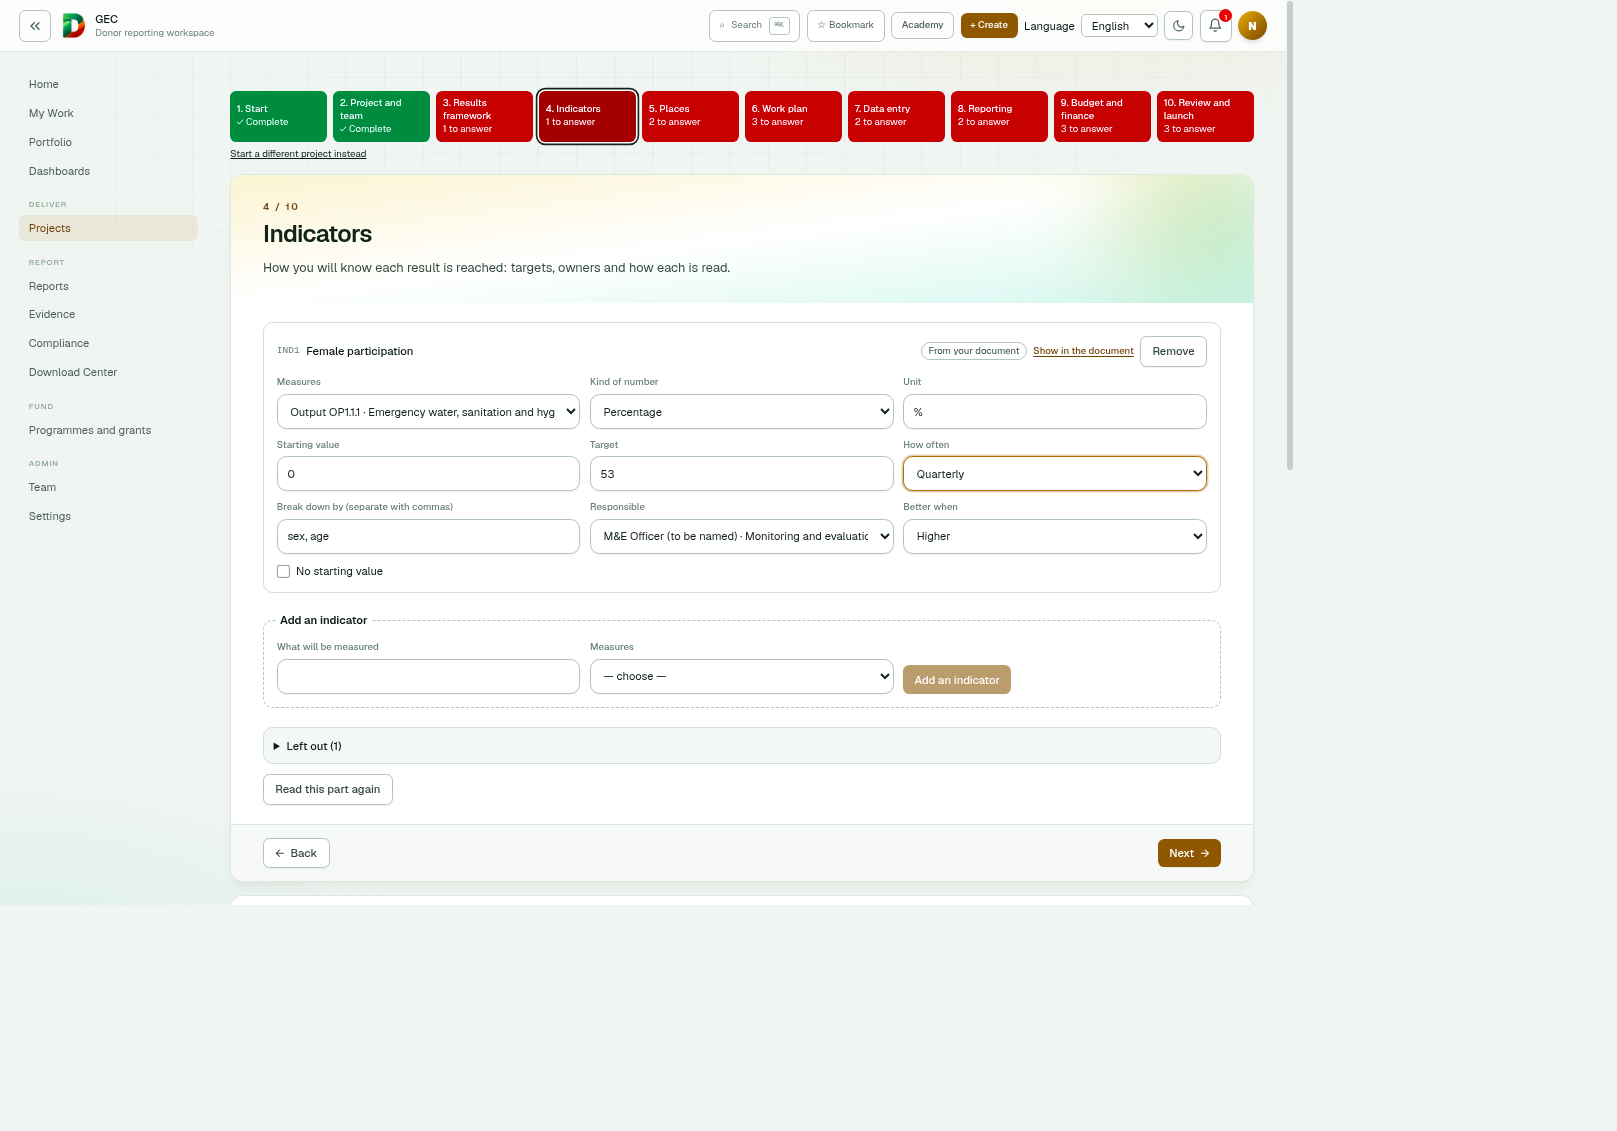 GEC
Donor reporting workspace
Search ⌘K
☆ Bookmark
Academy
+ Create
Language
English
1
N
Home
My Work
Portfolio
Dashboards
DELIVER
Projects
REPORT
Reports
Evidence
Compliance
Download Center
FUND
Programmes and grants
ADMIN
Team
Settings
1. Start
✓ Complete
2. Project and team
✓ Complete
3. Results framework
1 to answer
4. Indicators
1 to answer
5. Places
2 to answer
6. Work plan
3 to answer
7. Data entry
2 to answer
8. Reporting
2 to answer
9. Budget and finance
3 to answer
10. Review and launch
3 to answer
Start a different project instead
4 / 10
Indicators
How you will know each result is reached: targets, owners and how each is read.
IND1 Female participation
From your document
Show in the document
Remove
Measures
Output OP1.1.1 · Emergency water, sanitation and hyg
Kind of number
Percentage
Unit
%
Starting value
0
Target
53
How often
Quarterly
Break down by (separate with commas)
sex, age
Responsible
M&E Officer (to be named) · Monitoring and evaluatic
Better when
Higher
No starting value
Add an indicator
What will be measured
Measures
— choose —
Add an indicator
▶ Left out (1)
Read this part again
← Back
Next →